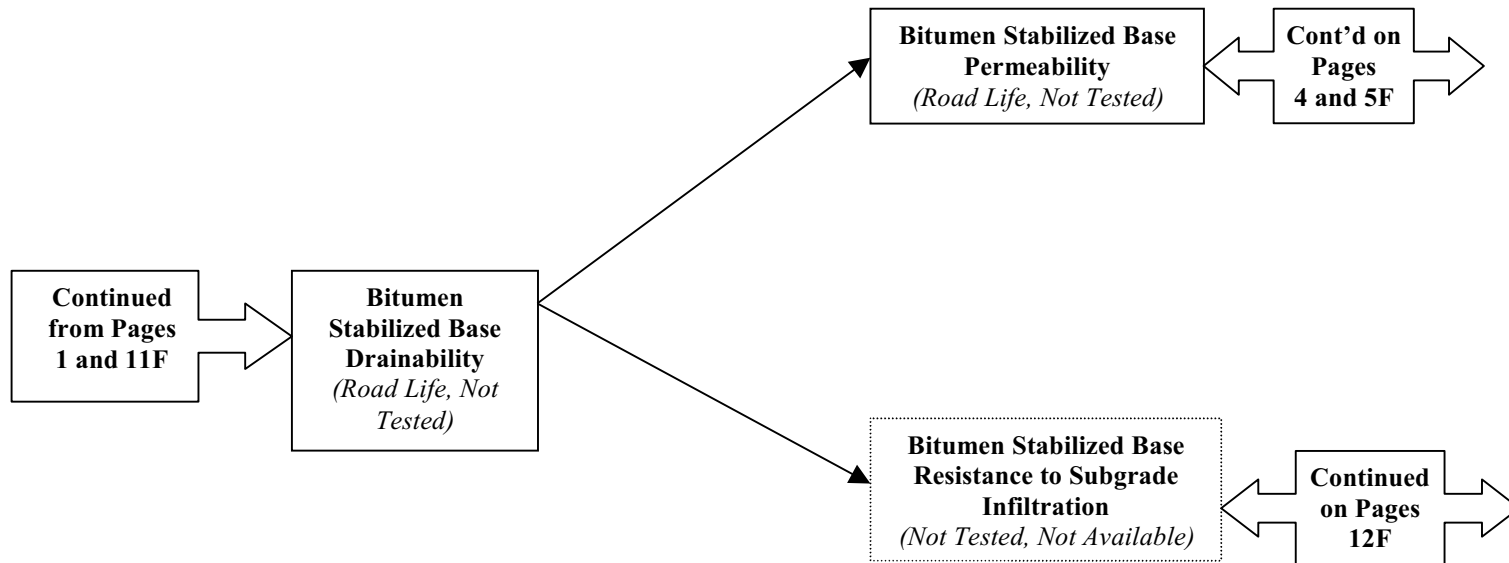 Bitumen Stabilized Base
Permeability
(Road Life, Not Tested)
Cont’d on
Pages
4 and 5F
Continued
from Pages
1 and 11F
Bitumen
Stabilized Base
Drainability
(Road Life, Not
Tested)
Bitumen Stabilized Base
Resistance to Subgrade
Infiltration
(Not Tested, Not Available)
Continued
on Pages
12F